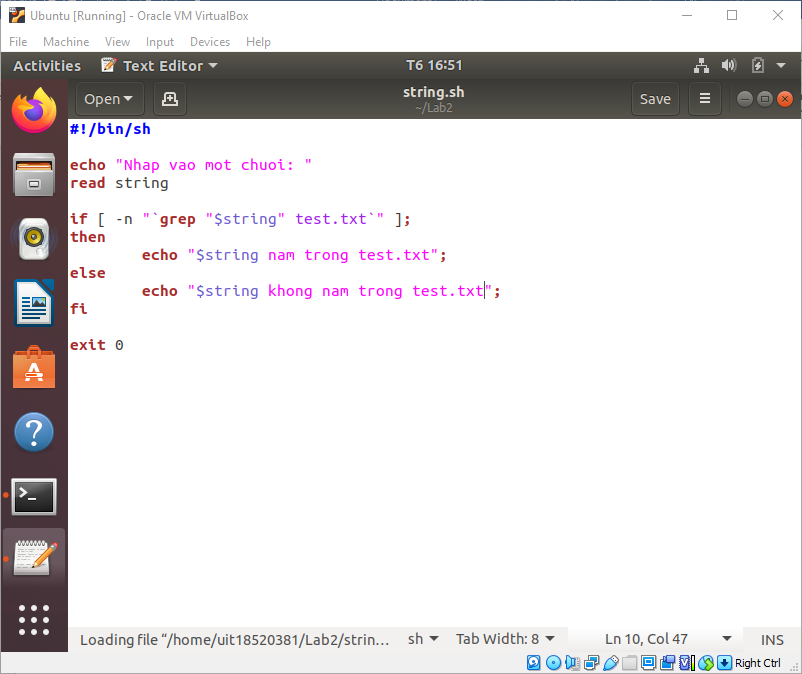 Ubuntu [Running] - Oracle VM VirtualBox
File Machine View Input Devices Help
Activities Text Editor T6 16:51
Open string.sh Save
~/Lab2
#!/bin/sh
echo "Nhap vao mot chuoi: "
read string
if [ -n "`grep "$string" test.txt`" ];
then
echo "$string nam trong test.txt";
else
echo "$string khong nam trong test.txt";
fi
exit 0
Loading file “/home/uit18520381/Lab2/strin… sh Tab Width: 8 Ln 10, Col 47 INS
Right Ctrl